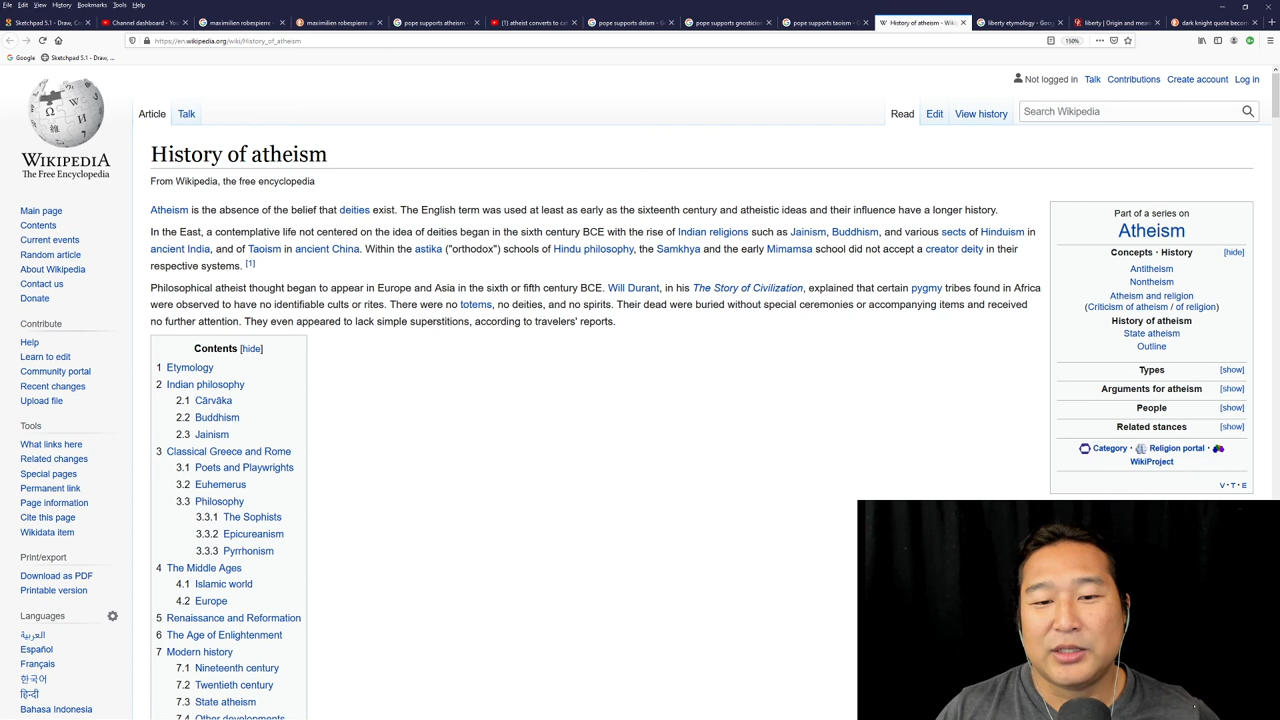 File Edit View History Bookmarks Tools Help
Sketchpad 5.1 - Draw, Cr
Channel dashboard - You
maximilien robespierre -
maximilien robespierre at
pope supports atheism -
(1) atheist converts to cat
pope supports deism - G
pope supports gnosticis
pope supports taoism - G
History of atheism - Wiki
liberty etymology - Goog
liberty | Origin and mean
dark knight quote becom
https://en.wikipedia.org/wiki/History_of_atheism
150%
Google
Sketchpad 5.1 - Draw, ...
Not logged in Talk Contributions Create account Log in
Article Talk
Read Edit View history
Search Wikipedia
WIKIPEDIA
The Free Encyclopedia
Main page
Contents
Current events
Random article
About Wikipedia
Contact us
Donate
Contribute
Help
Learn to edit
Community portal
Recent changes
Upload file
Tools
What links here
Related changes
Special pages
Permanent link
Page information
Cite this page
Wikidata item
Print/export
Download as PDF
Printable version
Languages
العربية
Español
Français
한국어
हिन्दी
Bahasa Indonesia
History of atheism
From Wikipedia, the free encyclopedia
Atheism is the absence of the belief that deities exist. The English term was used at least as early as the sixteenth century and atheistic ideas and their influence have a longer history.
In the East, a contemplative life not centered on the idea of deities began in the sixth century BCE with the rise of Indian religions such as Jainism, Buddhism, and various sects of Hinduism in
ancient India, and of Taoism in ancient China. Within the astika ("orthodox") schools of Hindu philosophy, the Samkhya and the early Mimamsa school did not accept a creator deity in their
respective systems. [1]
Philosophical atheist thought began to appear in Europe and Asia in the sixth or fifth century BCE. Will Durant, in his The Story of Civilization, explained that certain pygmy tribes found in Africa
were observed to have no identifiable cults or rites. There were no totems, no deities, and no spirits. Their dead were buried without special ceremonies or accompanying items and received
no further attention. They even appeared to lack simple superstitions, according to travelers' reports.
Contents [hide]
1 Etymology
2 Indian philosophy
2.1 Cārvāka
2.2 Buddhism
2.3 Jainism
3 Classical Greece and Rome
3.1 Poets and Playwrights
3.2 Euhemerus
3.3 Philosophy
3.3.1 The Sophists
3.3.2 Epicureanism
3.3.3 Pyrrhonism
4 The Middle Ages
4.1 Islamic world
4.2 Europe
5 Renaissance and Reformation
6 The Age of Enlightenment
7 Modern history
7.1 Nineteenth century
7.2 Twentieth century
7.3 State atheism
7.4 Other developments
Part of a series on
Atheism
Concepts · History [hide]
Antitheism
Nontheism
Atheism and religion
(Criticism of atheism / of religion)
History of atheism
State atheism
Outline
Types [show]
Arguments for atheism [show]
People [show]
Related stances [show]
Category · Religion portal ·
WikiProject
V·T·E